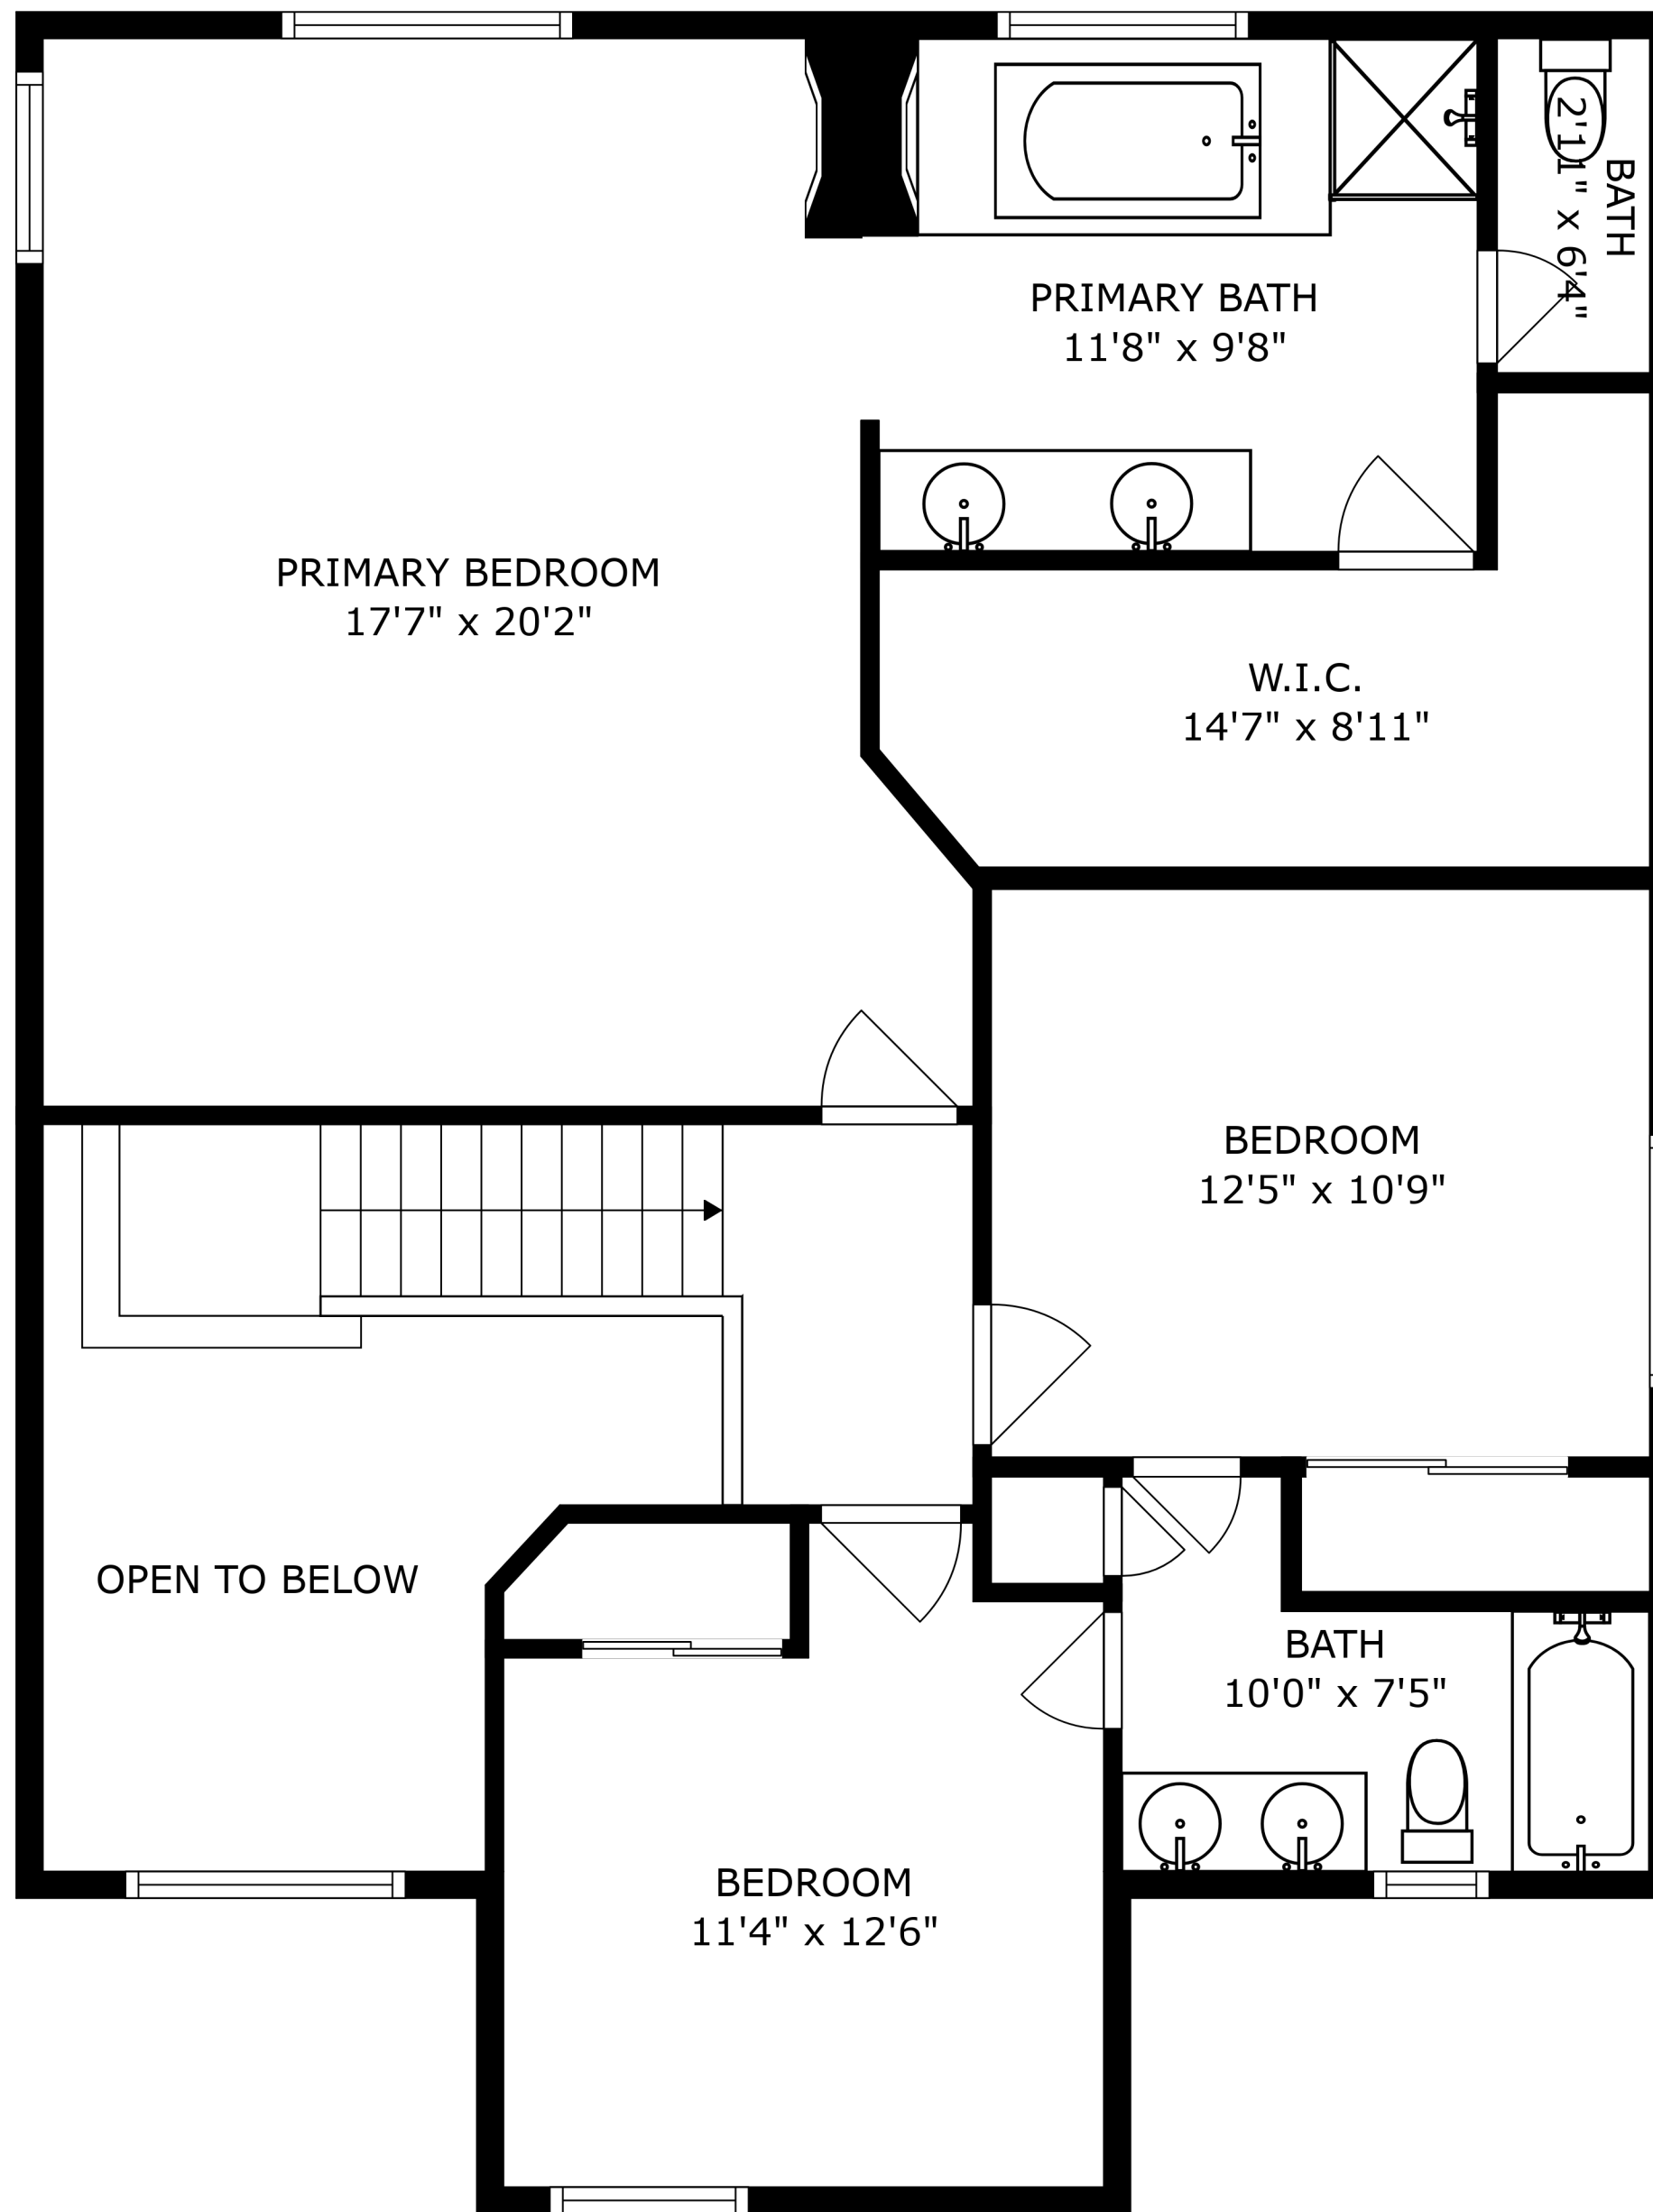 BATH
2'11" x 6'4"
PRIMARY BATH
11'8" x 9'8"
PRIMARY BEDROOM
17'7" x 20'2"
W.I.C.
14'7" x 8'11"
BEDROOM
12'5" x 10'9"
OPEN TO BELOW
BATH
10'0" x 7'5"
BEDROOM
11'4" x 12'6"